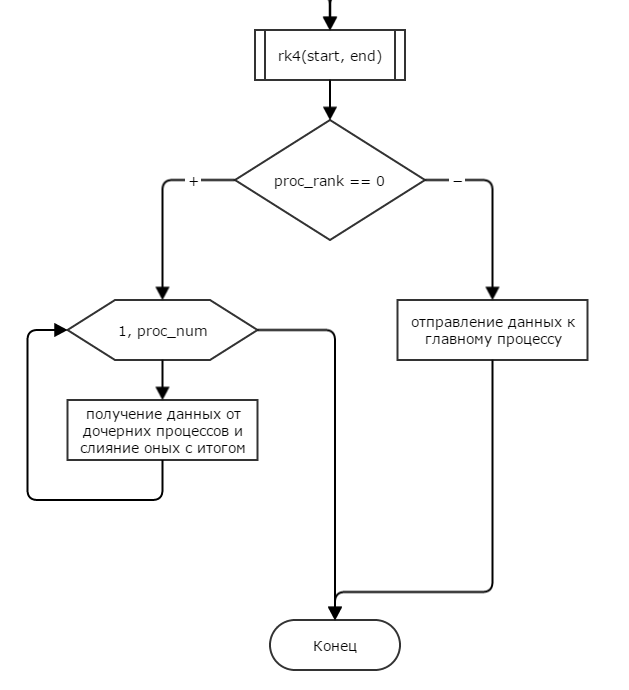 rk4(start, end)
proc_rank == 0
+
−
1, proc_num
отправление данных к
главному процессу
получение данных от
дочерних процессов и
слияние оных с итогом
Конец